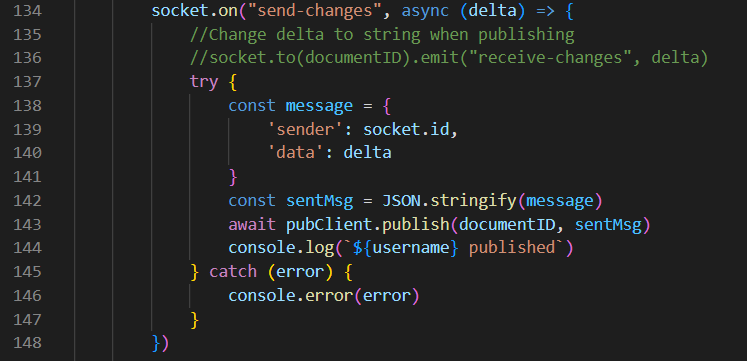 134 socket.on("send-changes", async (delta) => {
135 //Change delta to string when publishing
136 //socket.to(documentID).emit("receive-changes", delta)
137 try {
138 const message = {
139 'sender': socket.id,
140 'data': delta
141 }
142 const sentMsg = JSON.stringify(message)
143 await pubClient.publish(documentID, sentMsg)
144 console.log(`${username} published`)
145 } catch (error) {
146 console.error(error)
147 }
148 })